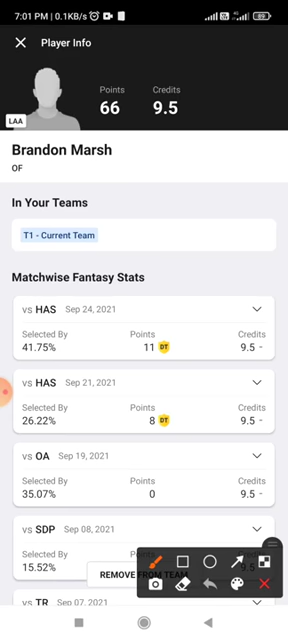 7:01 PM | 0.1KB/s
89
Player Info
Points
Credits
66
9.5
LAA
Brandon Marsh
OF
In Your Teams
T1 - Current Team
Matchwise Fantasy Stats
vs HAS Sep 24, 2021
Selected By Points Credits
41.75% 11 DT 9.5 -
vs HAS Sep 21, 2021
Selected By Points Credits
26.22% 8 DT 9.5 -
vs OA Sep 19, 2021
Selected By Points Credits
35.07% 0 9.5 -
vs SDP Sep 08, 2021
Selected By
15.52%
REMOVE FROM TEAM
vs TR Sep 07, 2021